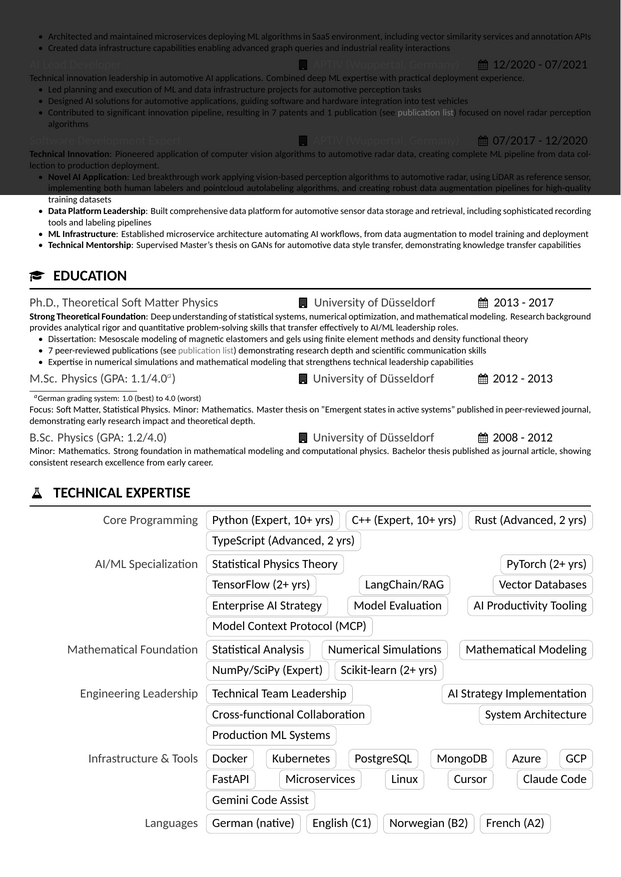 • Architected and maintained microservices deploying ML algorithms in SaaS environment, including vector similarity services and annotation APIs
• Created data infrastructure capabilities enabling advanced graph queries and industrial reality interactions
AI Lead Developer APTIV (Wuppertal, Germany) 12/2020 - 07/2021
Technical innovation leadership in automotive AI applications. Combined deep ML expertise with practical deployment experience.
• Led planning and execution of ML and data infrastructure projects for automotive perception tasks
• Designed AI solutions for automotive applications, guiding software and hardware integration into test vehicles
• Contributed to significant innovation pipeline, resulting in 7 patents and 1 publication (see publication list) focused on novel radar perception
algorithms
Software Development Expert APTIV (Wuppertal, Germany) 07/2017 - 12/2020
Technical Innovation: Pioneered application of computer vision algorithms to automotive radar data, creating complete ML pipeline from data col-
lection to production deployment.
• Novel AI Application: Led breakthrough work applying vision-based perception algorithms to automotive radar, using LiDAR as reference sensor,
implementing both human labelers and pointcloud autolabeling algorithms, and creating robust data augmentation pipelines for high-quality
training datasets
• Data Platform Leadership: Built comprehensive data platform for automotive sensor data storage and retrieval, including sophisticated recording
tools and labeling pipelines
• ML Infrastructure: Established microservice architecture automating AI workflows, from data augmentation to model training and deployment
• Technical Mentorship: Supervised Master's thesis on GANs for automotive data style transfer, demonstrating knowledge transfer capabilities
EDUCATION
Ph.D., Theoretical Soft Matter Physics University of Düsseldorf 2013 - 2017
Strong Theoretical Foundation: Deep understanding of statistical systems, numerical optimization, and mathematical modeling. Research background
provides analytical rigor and quantitative problem-solving skills that transfer effectively to AI/ML leadership roles.
• Dissertation: Mesoscale modeling of magnetic elastomers and gels using finite element methods and density functional theory
• 7 peer-reviewed publications (see publication list) demonstrating research depth and scientific communication skills
• Expertise in numerical simulations and mathematical modeling that strengthens technical leadership capabilities
M.Sc. Physics (GPA: 1.1/4.0ᵃ) University of Düsseldorf 2012 - 2013
ᵃGerman grading system: 1.0 (best) to 4.0 (worst)
Focus: Soft Matter, Statistical Physics. Minor: Mathematics. Master thesis on "Emergent states in active systems" published in peer-reviewed journal,
demonstrating early research impact and theoretical depth.
B.Sc. Physics (GPA: 1.2/4.0) University of Düsseldorf 2008 - 2012
Minor: Mathematics. Strong foundation in mathematical modeling and computational physics. Bachelor thesis published as journal article, showing
consistent research excellence from early career.
TECHNICAL EXPERTISE
Core Programming Python (Expert, 10+ yrs) C++ (Expert, 10+ yrs) Rust (Advanced, 2 yrs)
TypeScript (Advanced, 2 yrs)
AI/ML Specialization Statistical Physics Theory PyTorch (2+ yrs)
TensorFlow (2+ yrs) LangChain/RAG Vector Databases
Enterprise AI Strategy Model Evaluation AI Productivity Tooling
Model Context Protocol (MCP)
Mathematical Foundation Statistical Analysis Numerical Simulations Mathematical Modeling
NumPy/SciPy (Expert) Scikit-learn (2+ yrs)
Engineering Leadership Technical Team Leadership AI Strategy Implementation
Cross-functional Collaboration System Architecture
Production ML Systems
Infrastructure & Tools Docker Kubernetes PostgreSQL MongoDB Azure GCP
FastAPI Microservices Linux Cursor Claude Code
Gemini Code Assist
Languages German (native) English (C1) Norwegian (B2) French (A2)